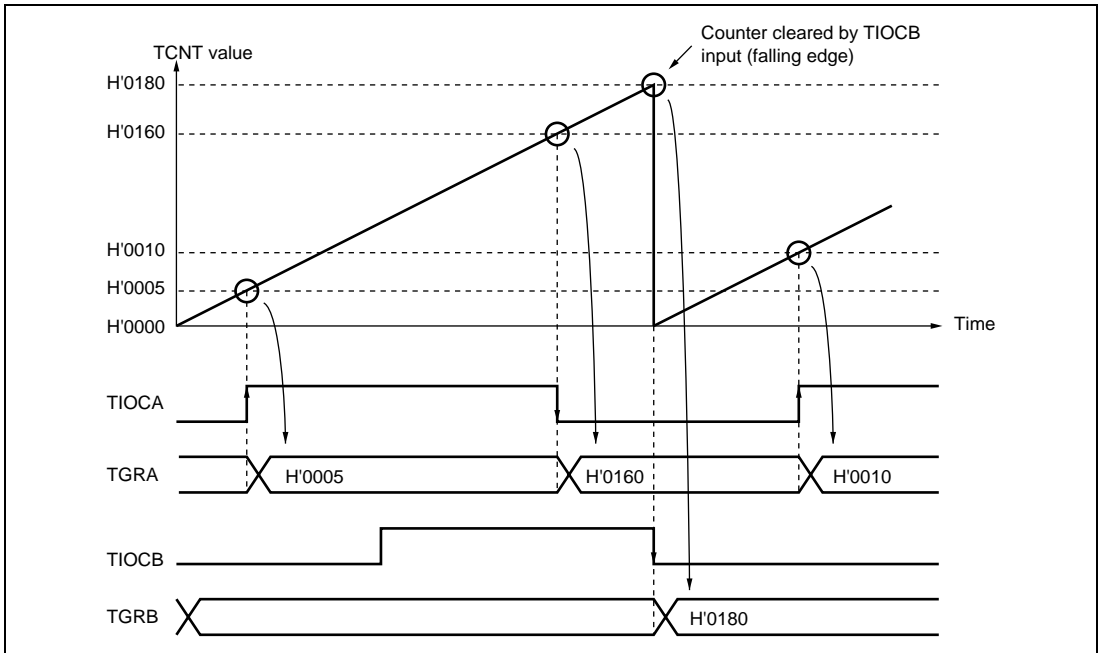 Counter cleared by TIOCB
input (falling edge)
TCNT value
H'0180
H'0160
H'0010
H'0005
H'0000
Time
TIOCA
TGRA
H'0005
H'0160
H'0010
TIOCB
TGRB
H'0180